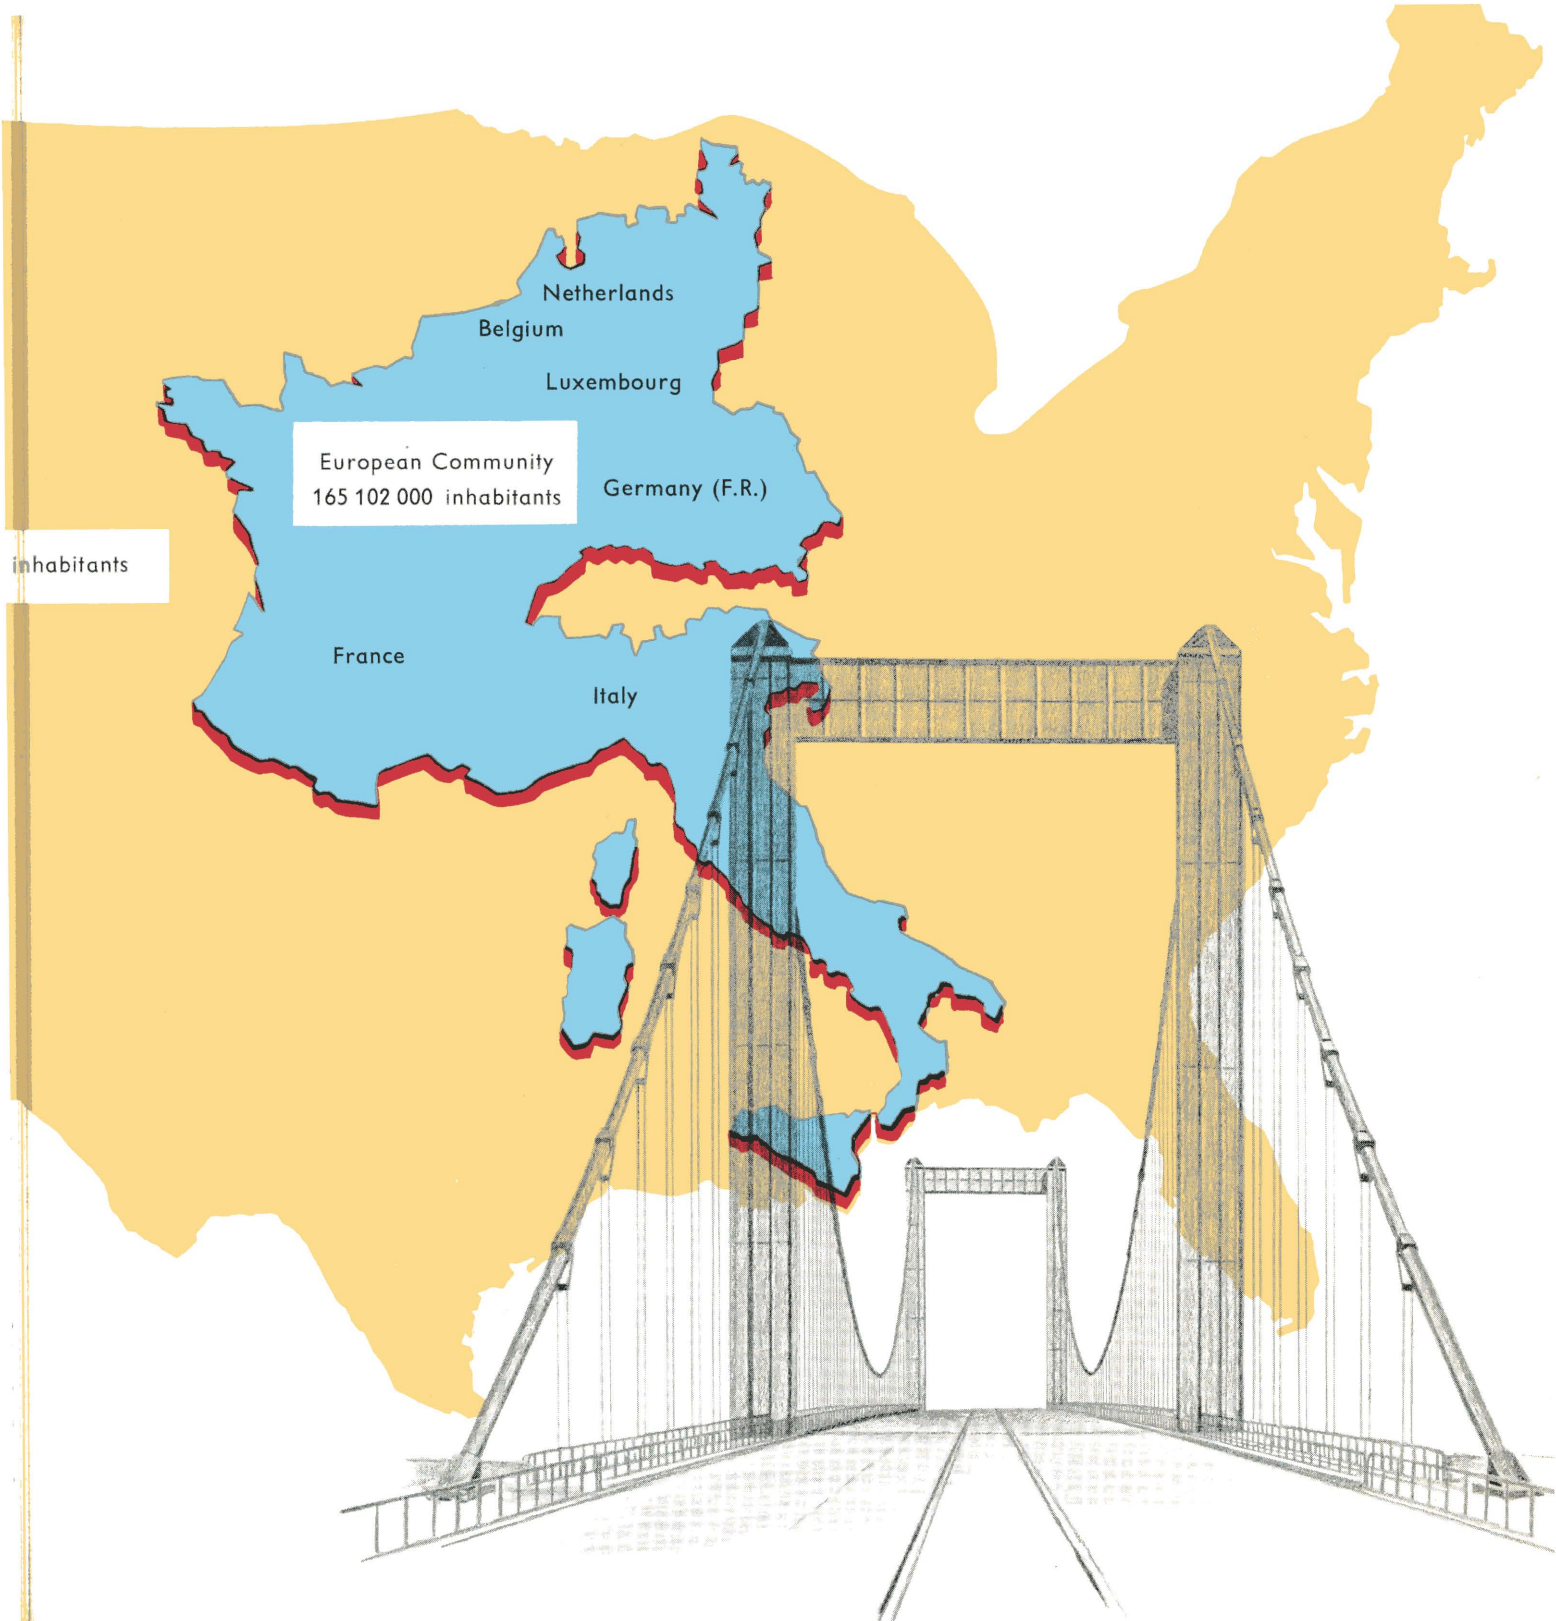 Netherlands
Belgium
Luxembourg
European Community
165 102 000 inhabitants
Germany (F.R.)
inhabitants
France
Italy